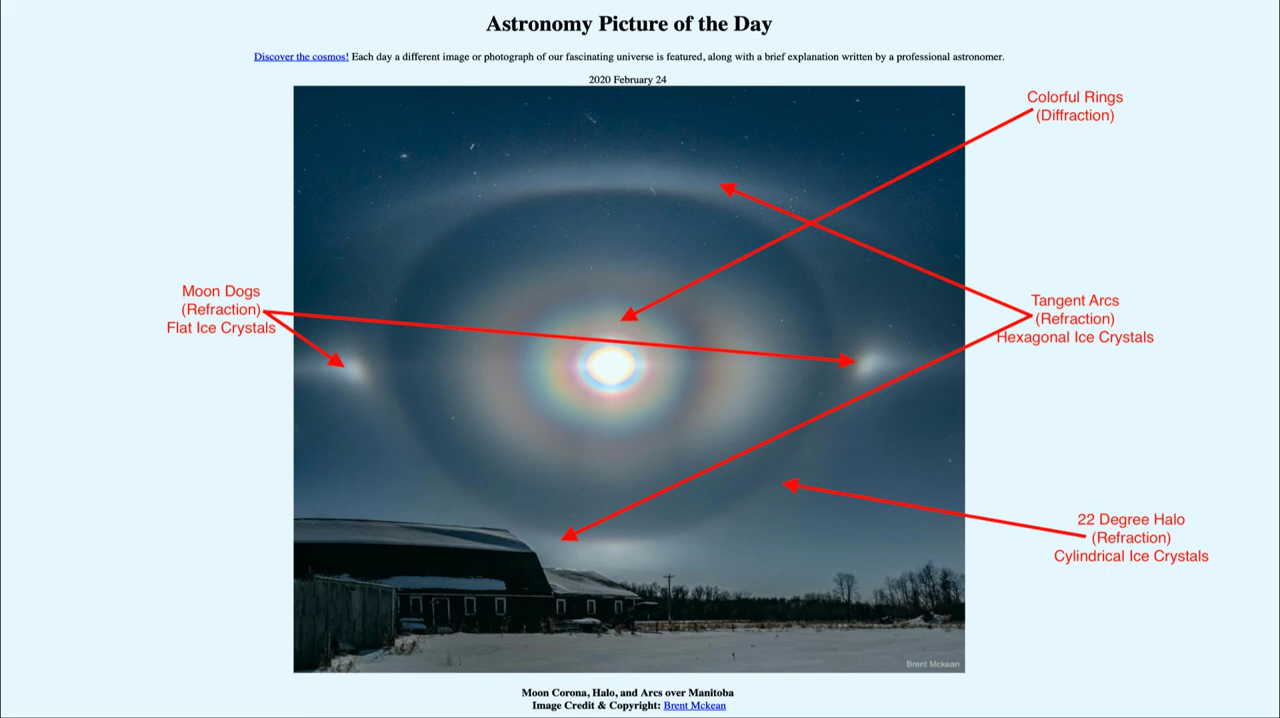 Astronomy Picture of the Day
Discover the cosmos! Each day a different image or photograph of our fascinating universe is featured, along with a brief explanation written by a professional astronomer.
2020 February 24
Colorful Rings
(Diffraction)
Moon Dogs
(Refraction)
Flat Ice Crystals
Tangent Arcs
(Refraction)
Hexagonal Ice Crystals
22 Degree Halo
(Refraction)
Cylindrical Ice Crystals
Brent Mckean
Moon Corona, Halo, and Arcs over Manitoba
Image Credit & Copyright: Brent Mckean